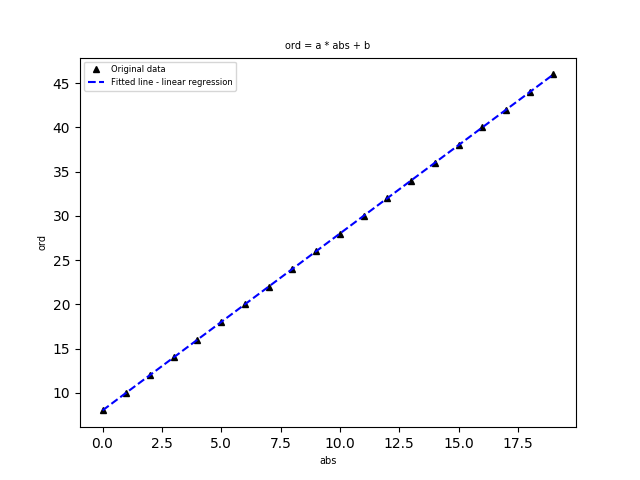 ord = a * abs + b
Original data
Fitted line - linear regression
45
40
35
30
25
20
15
10
ord
0.0 2.5 5.0 7.5 10.0 12.5 15.0 17.5
abs